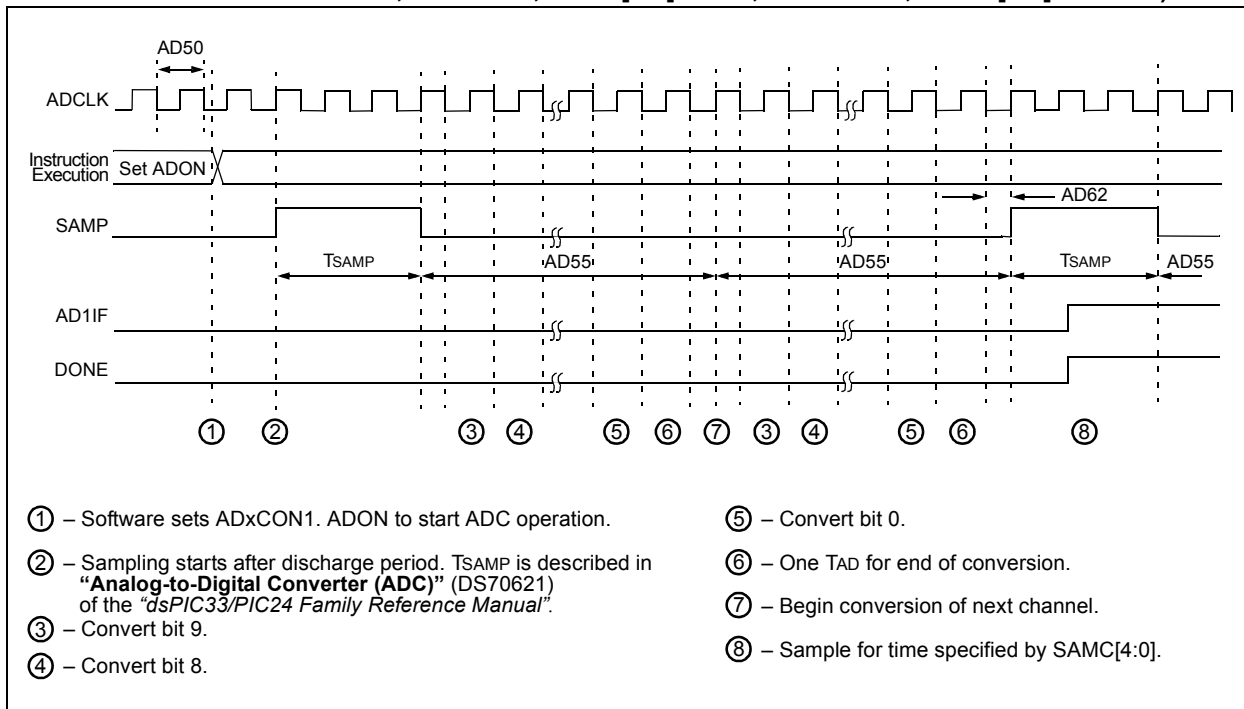 AD50
ADCLK
Instruction
Execution
Set ADON
AD62
SAMP
TSAMP
AD55
AD55
TSAMP
AD55
AD1IF
DONE
1 2 3 4 5 6 7 3 4 5 6 8
1 – Software sets ADxCON1. ADON to start ADC operation.
2 – Sampling starts after discharge period. TSAMP is described in
“Analog-to-Digital Converter (ADC)” (DS70621)
of the “dsPIC33/PIC24 Family Reference Manual”.
3 – Convert bit 9.
4 – Convert bit 8.
5 – Convert bit 0.
6 – One TAD for end of conversion.
7 – Begin conversion of next channel.
8 – Sample for time specified by SAMC[4:0].